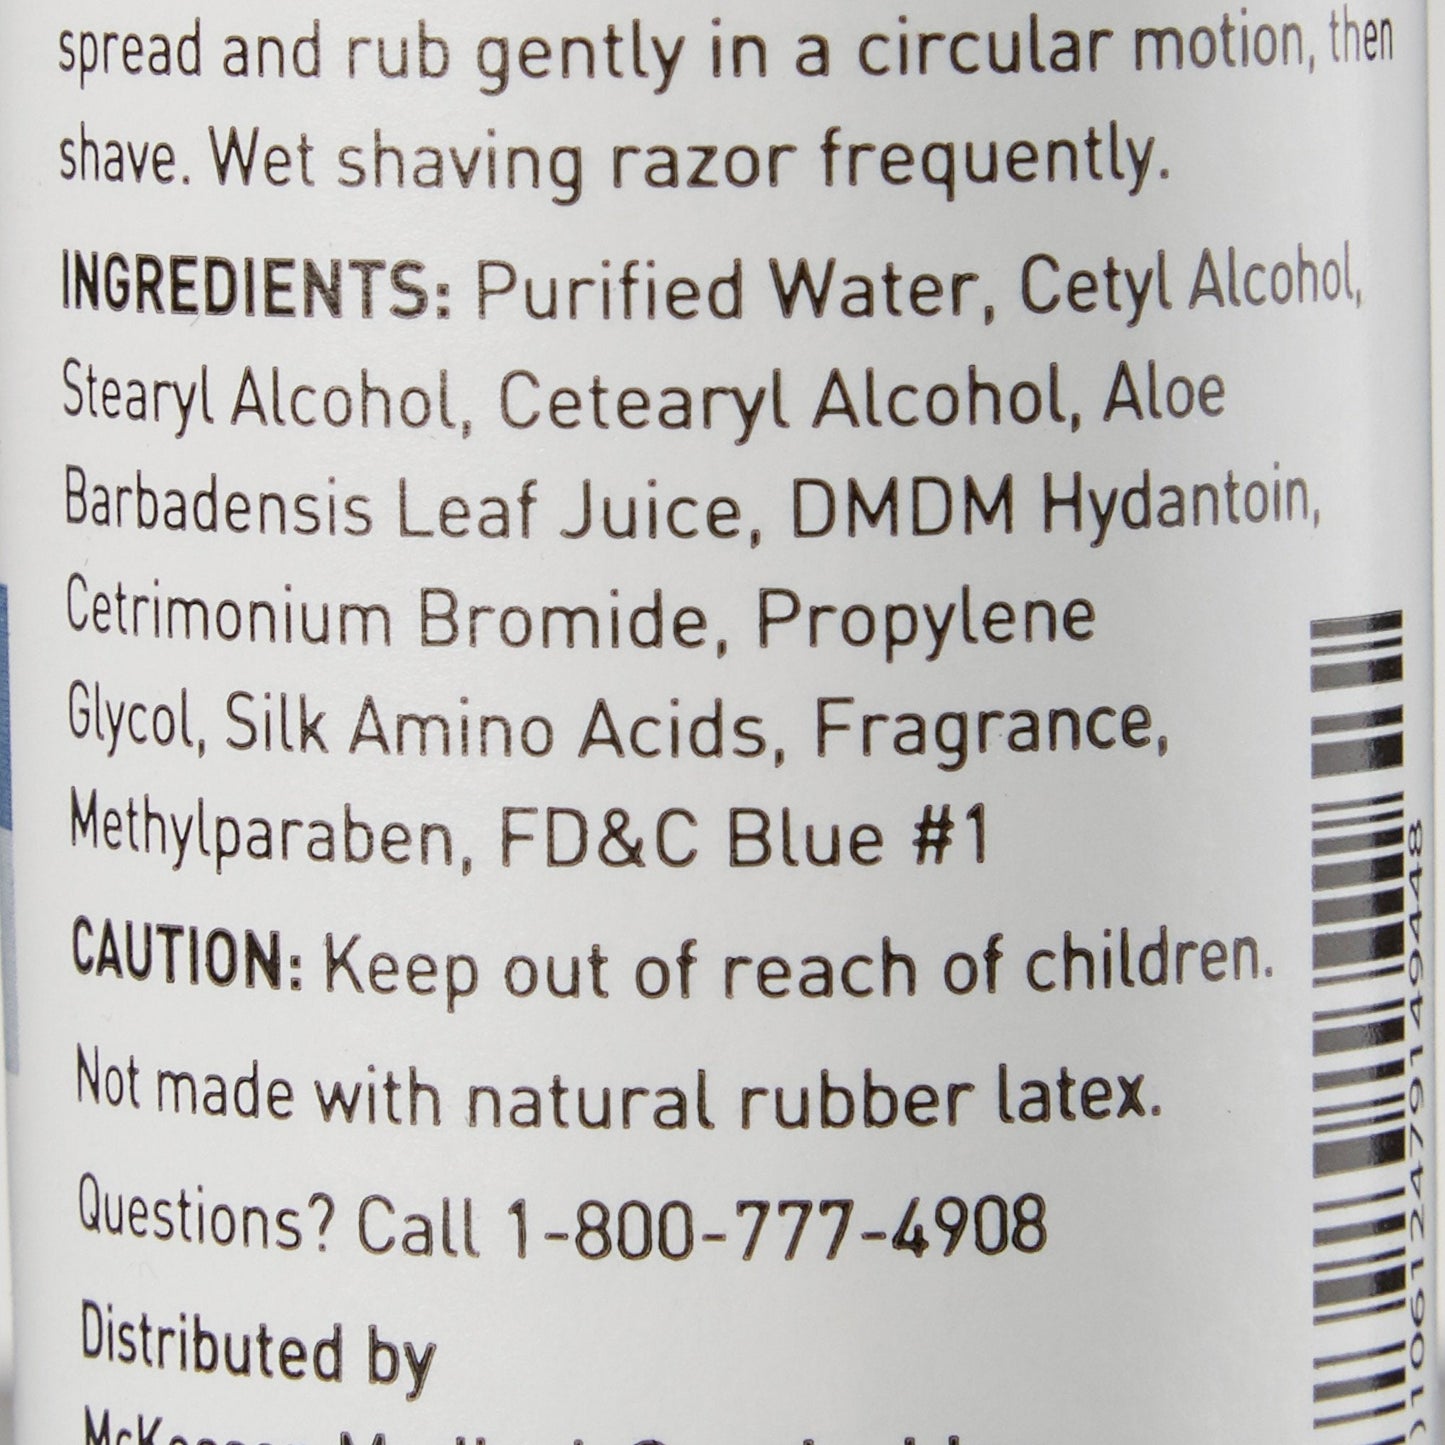 spread and rub gently in a circular motion, then
shave. Wet shaving razor frequently.
INGREDIENTS: Purified Water, Cetyl Alcohol,
Stearyl Alcohol, Cetearyl Alcohol, Aloe
Barbadensis Leaf Juice, DMDM Hydantoin,
Cetrimonium Bromide, Propylene
Glycol, Silk Amino Acids, Fragrance,
Methylparaben, FD&C Blue #1
CAUTION: Keep out of reach of children.
Not made with natural rubber latex.
Questions? Call 1-800-777-4908
Distributed by